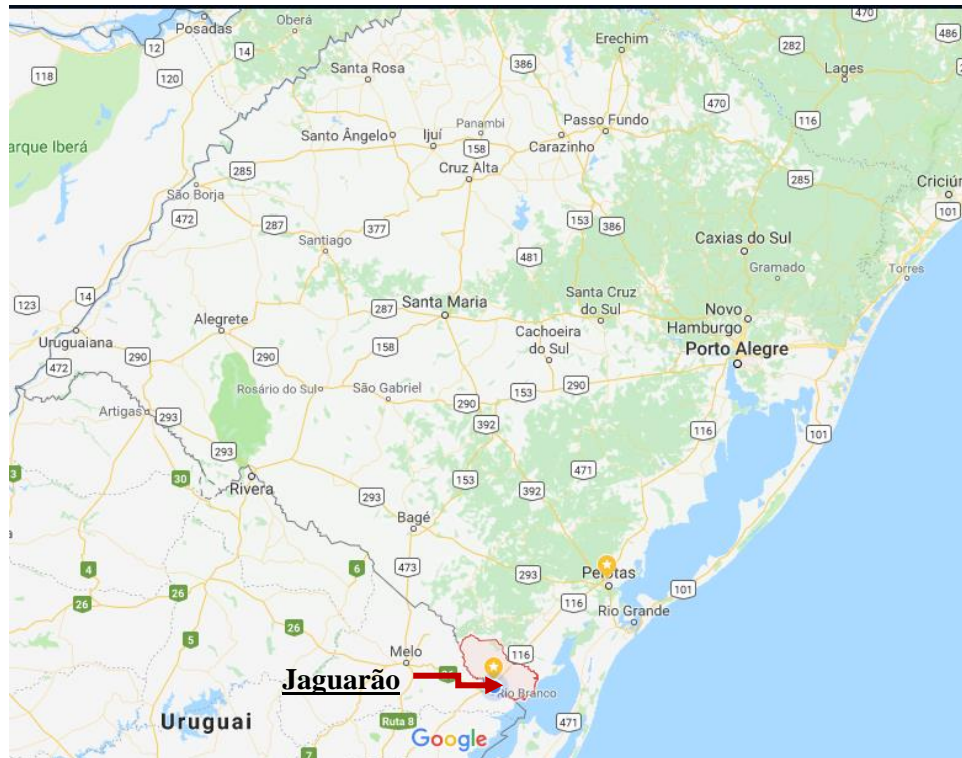 Posadas
Oberá
Erechim
470
486
12
14
282
118
120
Santa Rosa
386
Lages
470
Santo Ângelo
Ijuí
Panambi
Passo Fundo
116
158
Carazinho
arque Iberá
Cruz Alta
285
285
Criciúm
São Borja
101
472
287
377
153
386
Santiago
Caxias do Sul
481
Gramado
Torres
14
123
Santa Maria
Santa Cruz
do Sul
287
Novo
Hamburgo
Alegrete
Cachoeira
do Sul
Uruguaiana
158
Porto Alegre
290
290
472
Rosário do Sul
São Gabriel
153
290
290
Artigas
293
392
116
101
293
471
3
30
Rivera
153
392
293
Bagé
4
6
473
293
Pelotas
101
26
116
Rio Grande
26
5
26
Melo
116
26
Jaguarão
Rio Branco
Uruguai
Ruta 8
471
Google
7